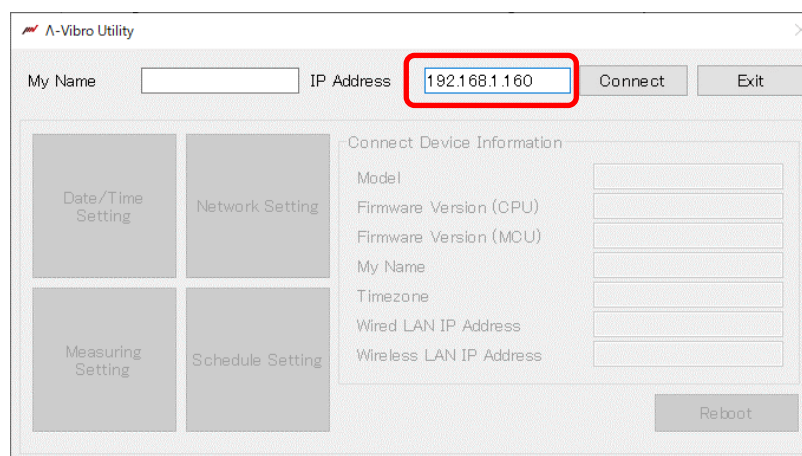 Λ-Vibro Utility
My Name
IP Address
192.168.1.160
Connect
Exit
Date/Time
Setting
Network Setting
Measuring
Setting
Schedule Setting
Connect Device Information
Model
Firmware Version (CPU)
Firmware Version (MCU)
My Name
Timezone
Wired LAN IP Address
Wireless LAN IP Address
Reboot